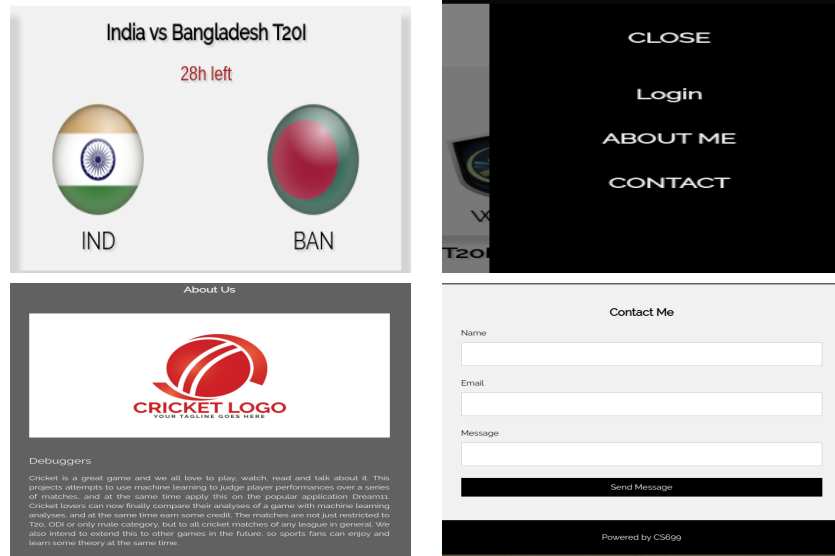 India vs Bangladesh T20I
28h left
IND
BAN
CLOSE
Login
ABOUT ME
CONTACT
W
T20I
About Us
CRICKET LOGO
YOUR TAGLINE GOES HERE
Debuggers
Cricket is a great game and we all love to play, watch, read and talk about it. This
projects attempts to use machine learning to judge player performances over a series
of matches, and at the same time apply this on the popular application Dream11.
Cricket lovers can now finally compare their analyses of a game with machine learning
analyses, and at the same time earn some credit. The matches are not just restricted to
T20, ODI or only male category, but to all cricket matches of any league in general. We
also intend to extend this to other games in the future, so sports fans can enjoy and
learn some theory at the same time.
Contact Me
Name
Email
Message
Send Message
Powered by CS699